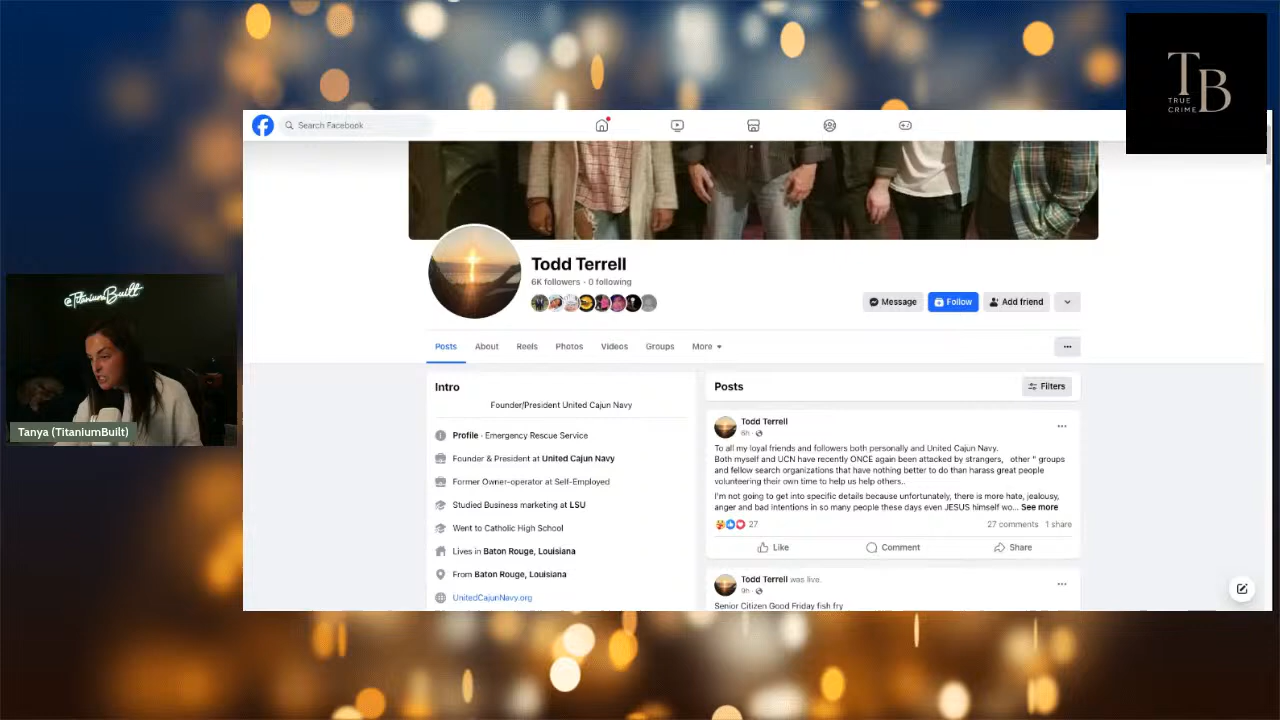 TB
TRUE
CRIME
Search Facebook
@TitaniumBuilt
Tanya (TitaniumBuilt)
Todd Terrell
6K followers · 0 following
Message
Follow
Add friend
Posts
About
Reels
Photos
Videos
Groups
More
Intro
Founder/President United Cajun Navy
Profile · Emergency Rescue Service
Founder & President at United Cajun Navy
Former Owner-operator at Self-Employed
Studied Business marketing at LSU
Went to Catholic High School
Lives in Baton Rouge, Louisiana
From Baton Rouge, Louisiana
UnitedCajunNavy.org
Posts
Filters
Todd Terrell
6h ·
To all my loyal friends and followers both personally and United Cajun Navy.
Both myself and UCN have recently ONCE again been attacked by strangers, other " groups
and fellow search organizations that have nothing better to do than harass great people
volunteering their own time to help us help others..
I'm not going to get into specific details because unfortunately, there is more hate, jealousy,
anger and bad intentions in so many people these days even JESUS himself wo... See more
27
27 comments 1 share
Like
Comment
Share
Todd Terrell was live.
9h ·
Senior Citizen Good Friday fish fry